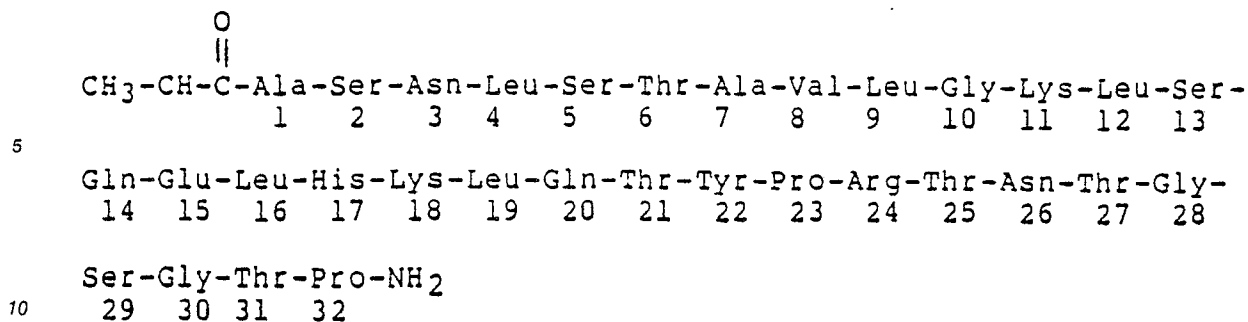 O
||
CH3-CH-C-Ala-Ser-Asn-Leu-Ser-Thr-Ala-Val-Leu-Gly-Lys-Leu-Ser-
1 2 3 4 5 6 7 8 9 10 11 12 13
5
Gln-Glu-Leu-His-Lys-Leu-Gln-Thr-Tyr-Pro-Arg-Thr-Asn-Thr-Gly-
14 15 16 17 18 19 20 21 22 23 24 25 26 27 28
Ser-Gly-Thr-Pro-NH2
10 29 30 31 32